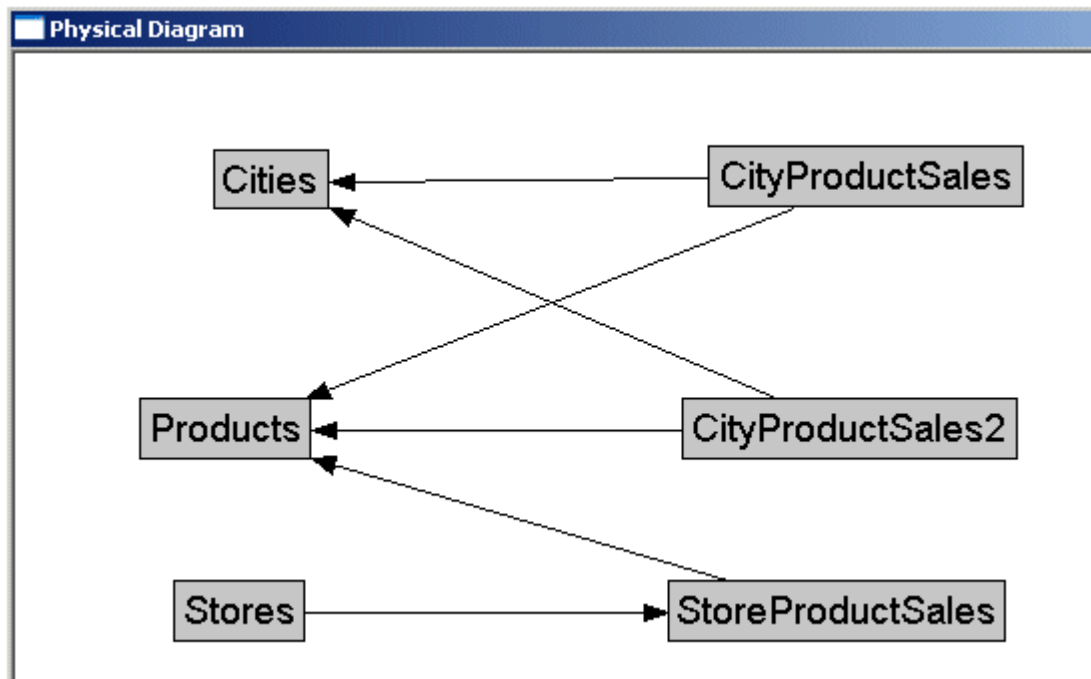 Physical Diagram
Cities
CityProductSales
Products
CityProductSales2
Stores
StoreProductSales